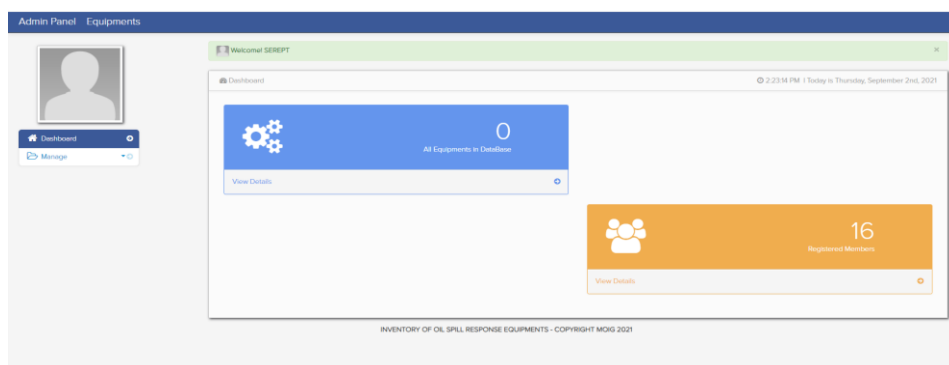 Admin Panel Equipments
Welcome! SEREPT ×
Dashboard 2:23:14 PM | Today is Thursday, September 2nd, 2021
Dashboard
Manage
0
All Equipments in DataBase
View Details
16
Registered Members
View Details
INVENTORY OF OIL SPILL RESPONSE EQUIPMENTS - COPYRIGHT MOIG 2021